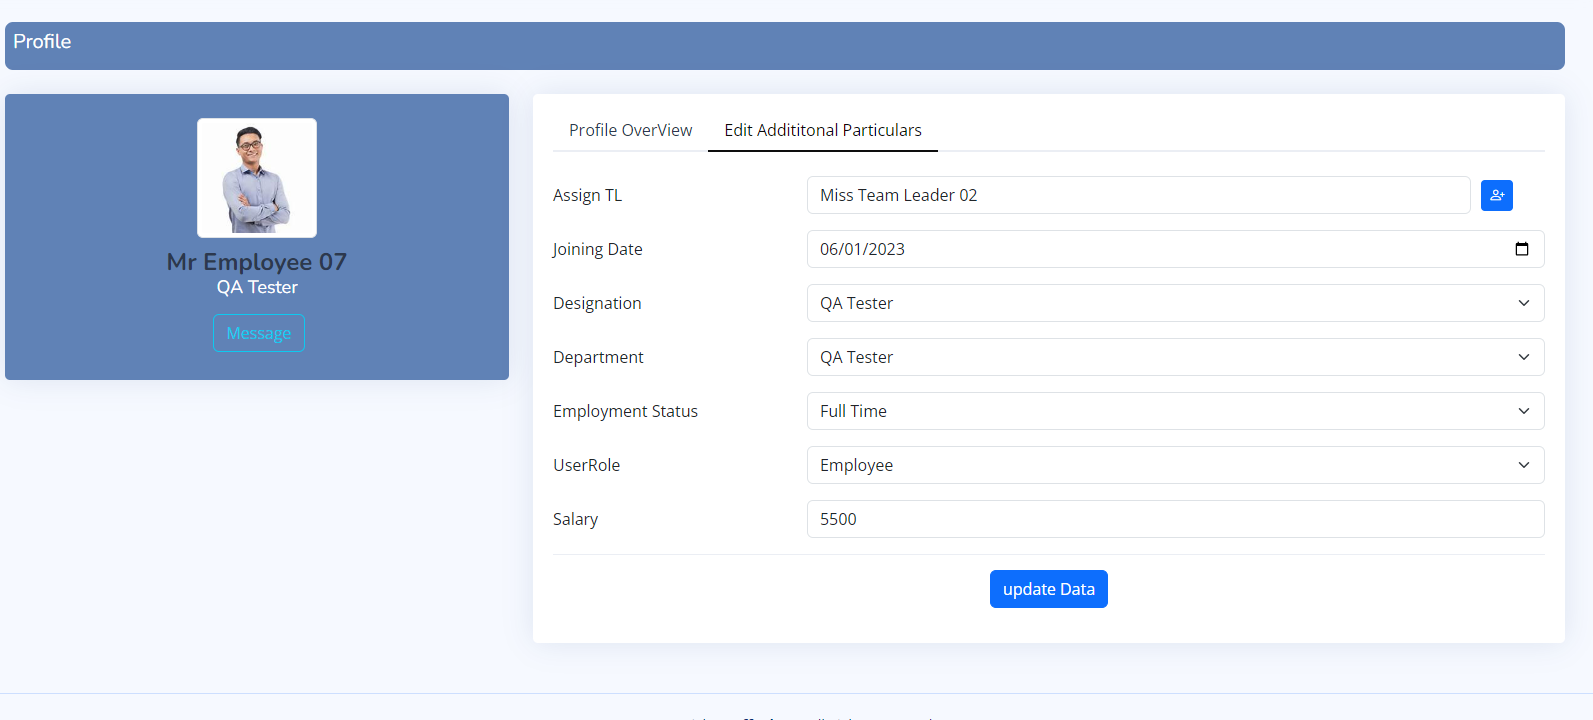 Profile
Mr Employee 07
QA Tester
Message
Profile OverView Edit Addititonal Particulars
Assign TL Miss Team Leader 02
Joining Date 06/01/2023
Designation QA Tester
Department QA Tester
Employment Status Full Time
UserRole Employee
Salary 5500
update Data